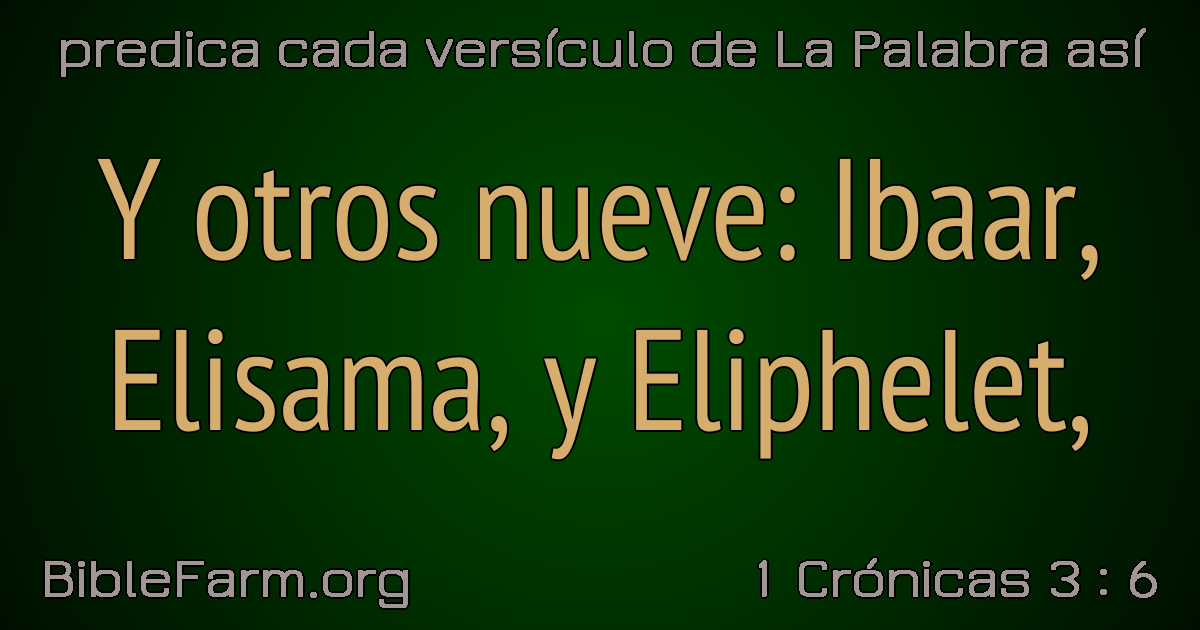 predica cada versículo de La Palabra así
Y otros nueve: Ibaar,
Elisama, y Eliphelet,
BibleFarm.org
1 Crónicas 3 : 6